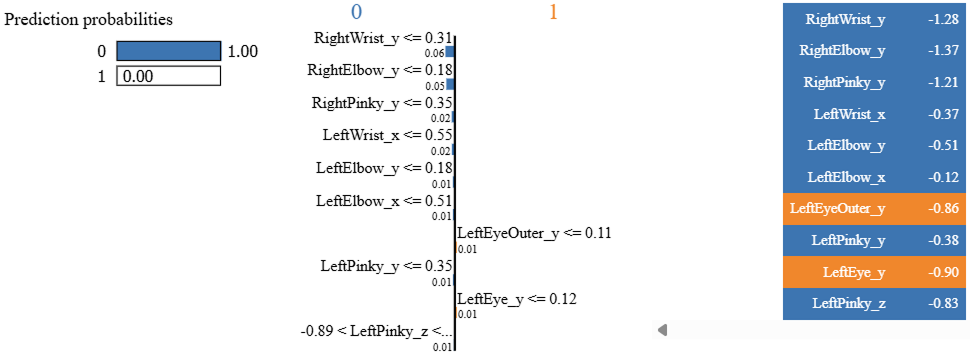 Prediction probabilities
0 1.00
1 0.00
0 1
RightWrist_y <= 0.31
0.06
RightElbow_y <= 0.18
0.05
RightPinky_y <= 0.35
0.02
LeftWrist_x <= 0.55
0.02
LeftElbow_y <= 0.18
0.01
LeftElbow_x <= 0.51
0.01
LeftEyeOuter_y <= 0.11
0.01
LeftPinky_y <= 0.35
0.01
LeftEye_y <= 0.12
0.01
-0.89 < LeftPinky_z <...
0.01
RightWrist_y -1.28
RightElbow_y -1.37
RightPinky_y -1.21
LeftWrist_x -0.37
LeftElbow_y -0.51
LeftElbow_x -0.12
LeftEyeOuter_y -0.86
LeftPinky_y -0.38
LeftEye_y -0.90
LeftPinky_z -0.83